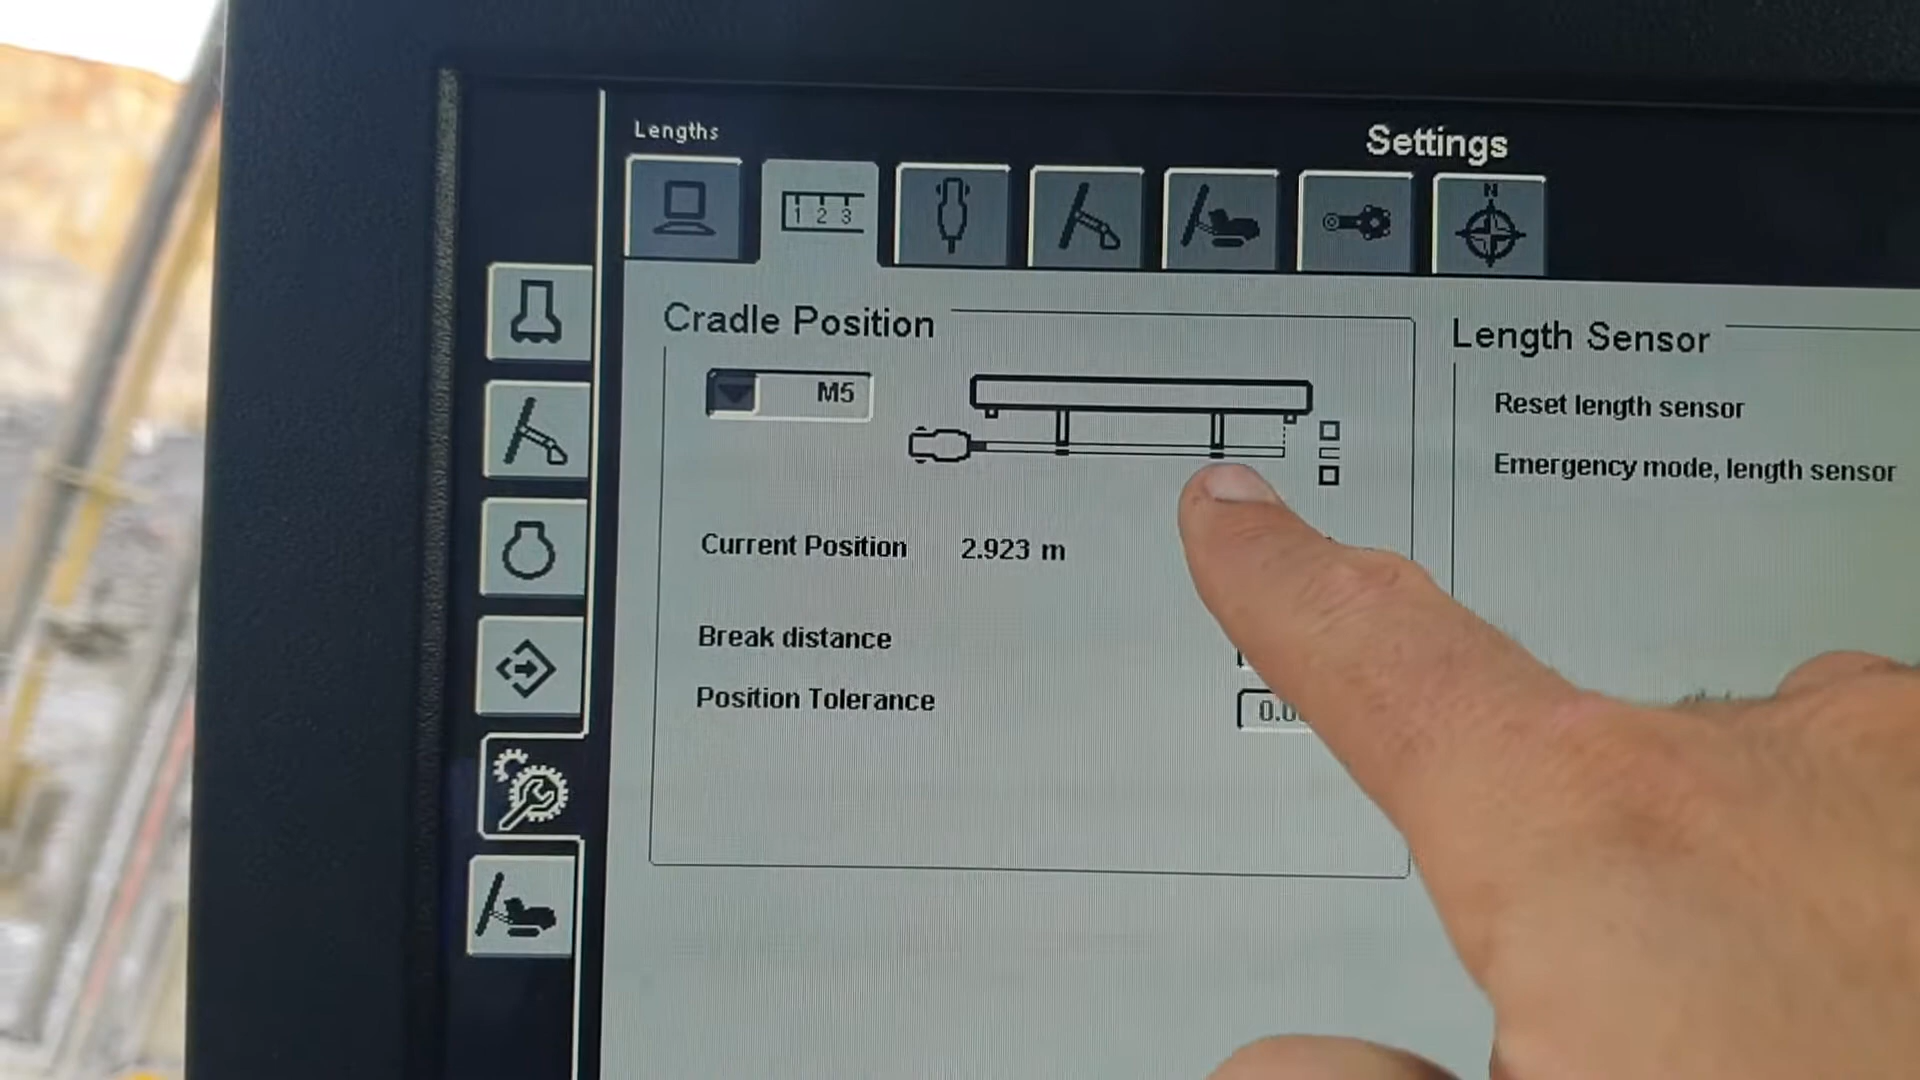 Lengths
Settings
1 2 3
N
Cradle Position
M5
Current Position 2.923 m
Break distance
Position Tolerance
Length Sensor
Reset length sensor
Emergency mode, length sensor